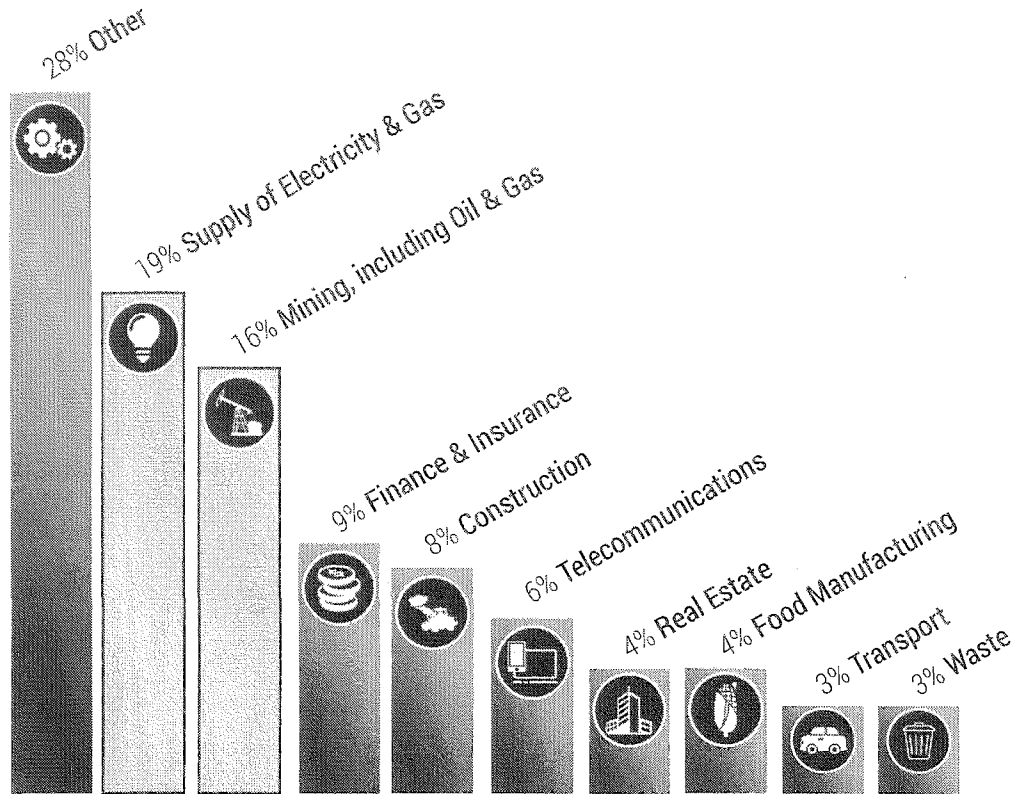 28% Other
19% Supply of Electricity & Gas
16% Mining, including Oil & Gas
9% Finance & Insurance
8% Construction
6% Telecommunications
4% Real Estate
4% Food Manufacturing
3% Transport
3% Waste